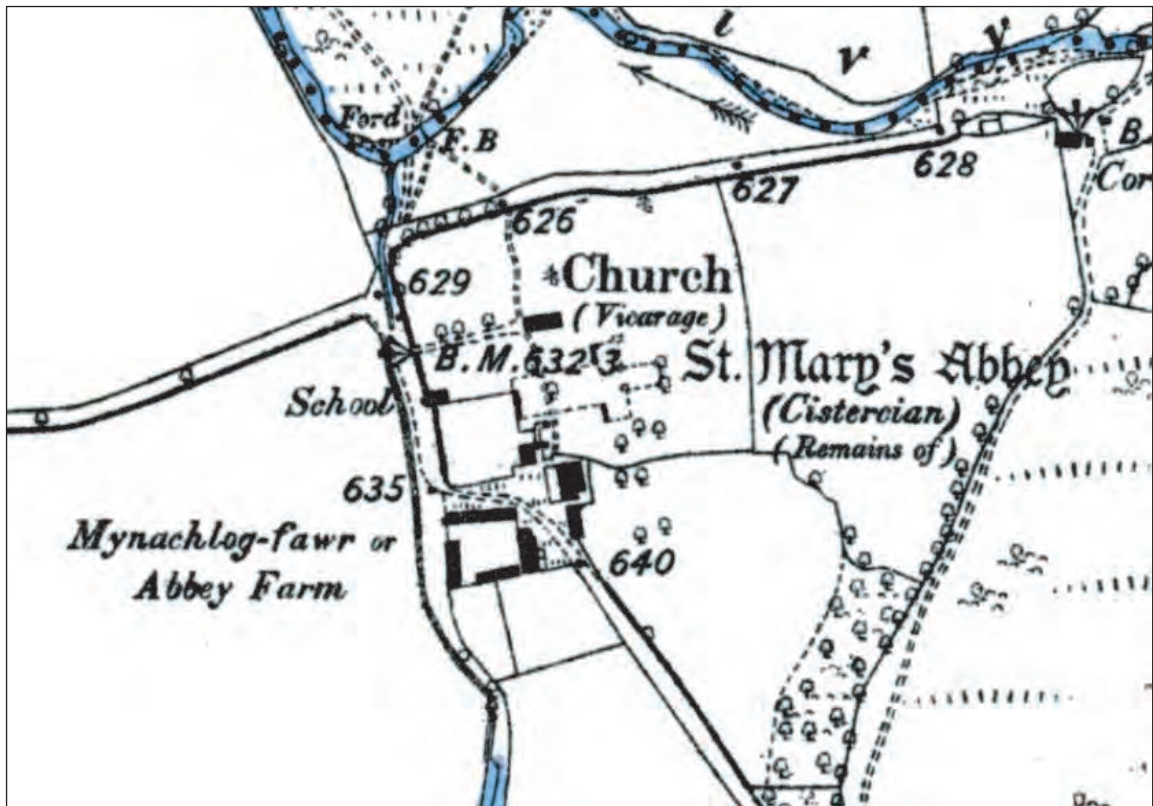 l
V
y
Ford
F.B
B
628
627
Cor
626
629
Church
(Vicarage)
B.M. 632·3
St. Mary's Abbey
(Cistercian)
(Remains of)
School
635
Mynachlog-fawr or
Abbey Farm
640